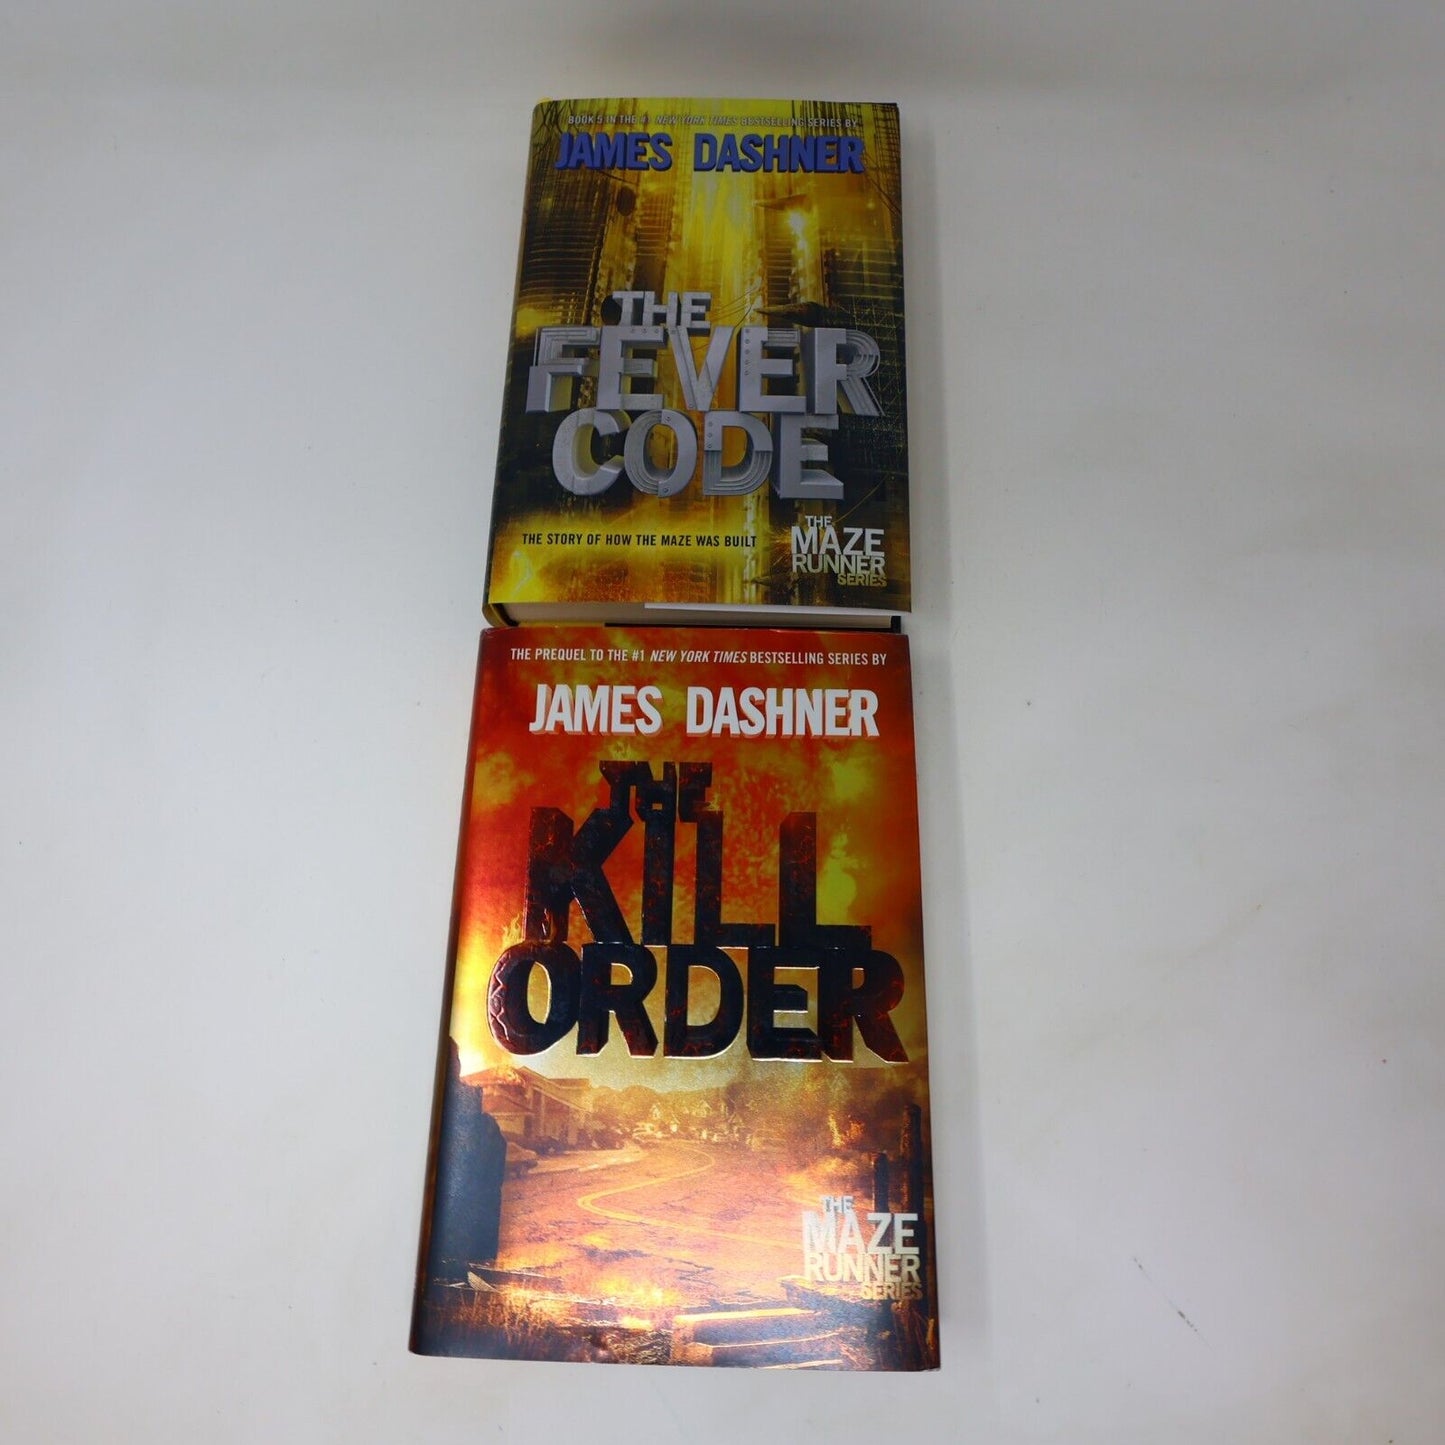 BOOK 5 IN THE #1 NEW YORK TIMES BESTSELLING SERIES BY
JAMES DASHNER
THE
FEVER
CODE
THE STORY OF HOW THE MAZE WAS BUILT
THE
MAZE
RUNNER
SERIES
THE PREQUEL TO THE #1 NEW YORK TIMES BESTSELLING SERIES BY
JAMES DASHNER
THE
KILL
ORDER
THE
MAZE
RUNNER
SERIES